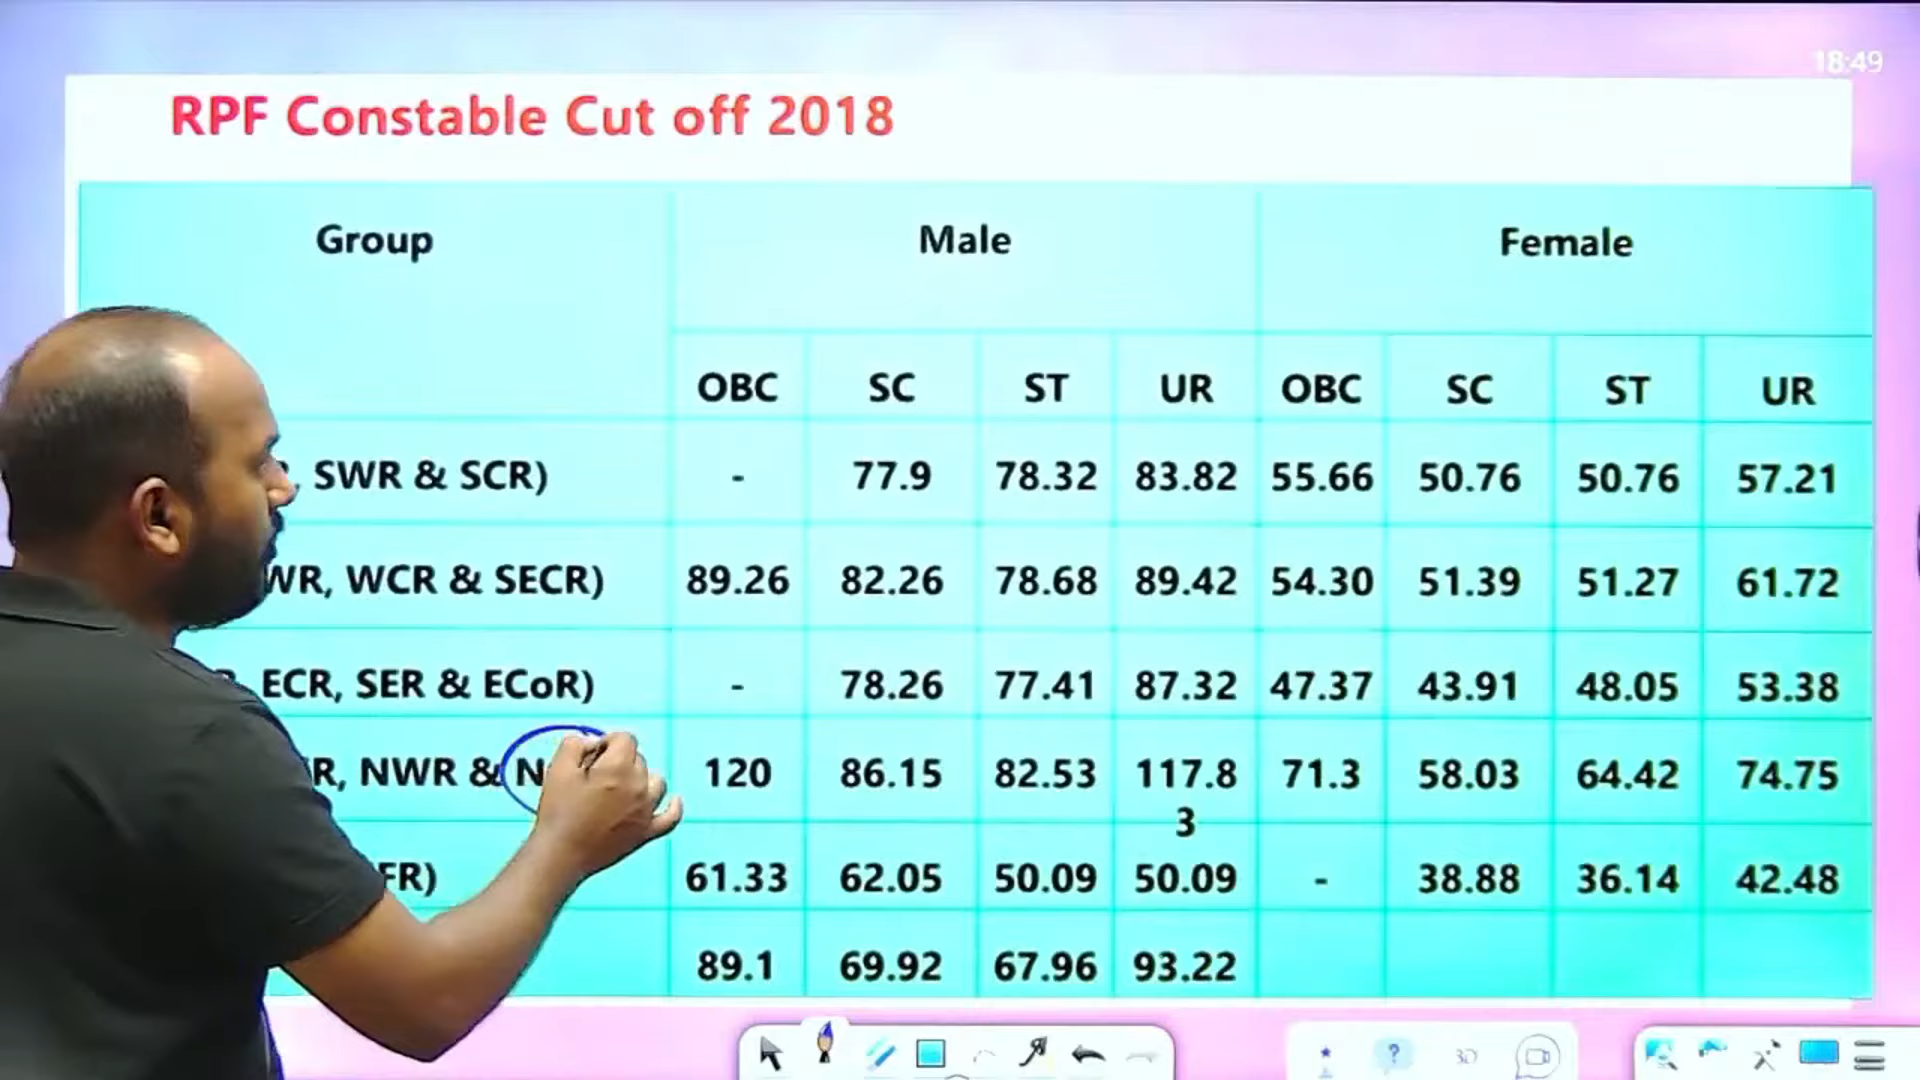 18:49
RPF Constable Cut off 2018
Group Male Female
OBC SC ST UR OBC SC ST UR
, SWR & SCR) - 77.9 78.32 83.82 55.66 50.76 50.76 57.21
WR, WCR & SECR) 89.26 82.26 78.68 89.42 54.30 51.39 51.27 61.72
ECR, SER & ECoR) - 78.26 77.41 87.32 47.37 43.91 48.05 53.38
R, NWR & N 120 86.15 82.53 117.8 71.3 58.03 64.42 74.75
3
FR) 61.33 62.05 50.09 50.09 - 38.88 36.14 42.48
89.1 69.92 67.96 93.22
?
3D